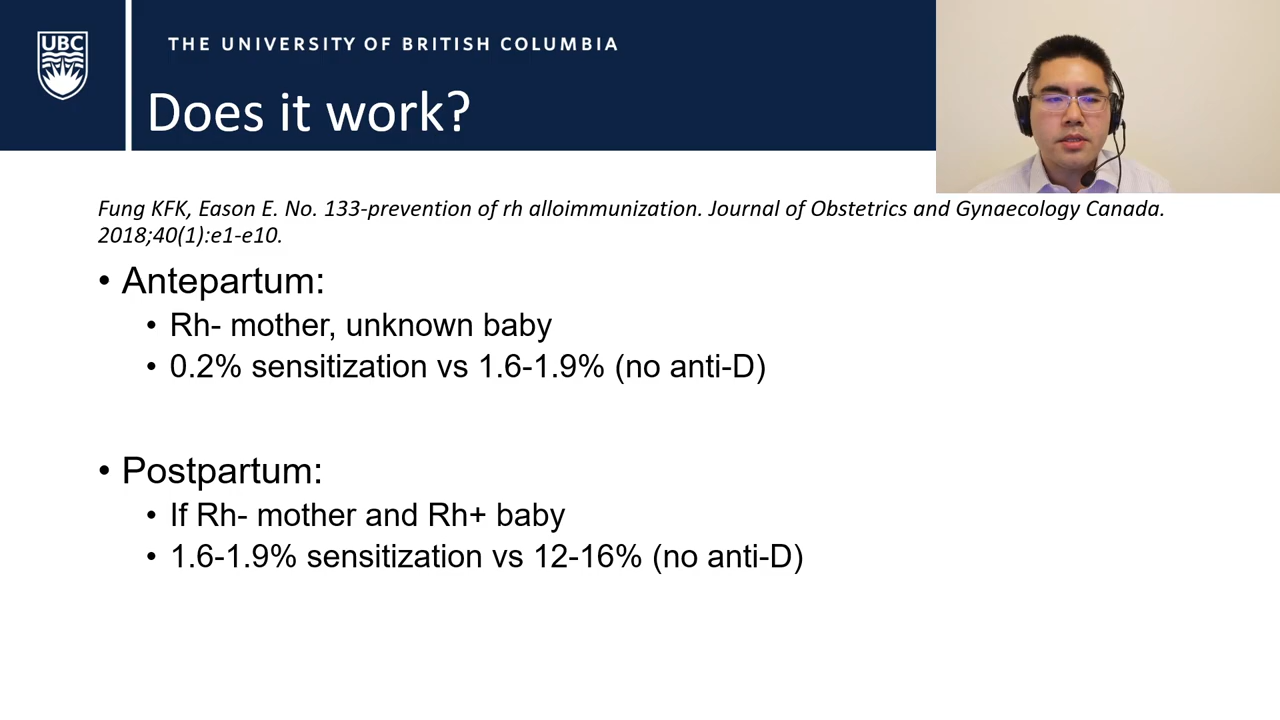 UBC
THE UNIVERSITY OF BRITISH COLUMBIA
Does it work?
Fung KFK, Eason E. No. 133-prevention of rh alloimmunization. Journal of Obstetrics and Gynaecology Canada.
2018;40(1):e1-e10.
• Antepartum:
• Rh- mother, unknown baby
• 0.2% sensitization vs 1.6-1.9% (no anti-D)
• Postpartum:
• If Rh- mother and Rh+ baby
• 1.6-1.9% sensitization vs 12-16% (no anti-D)